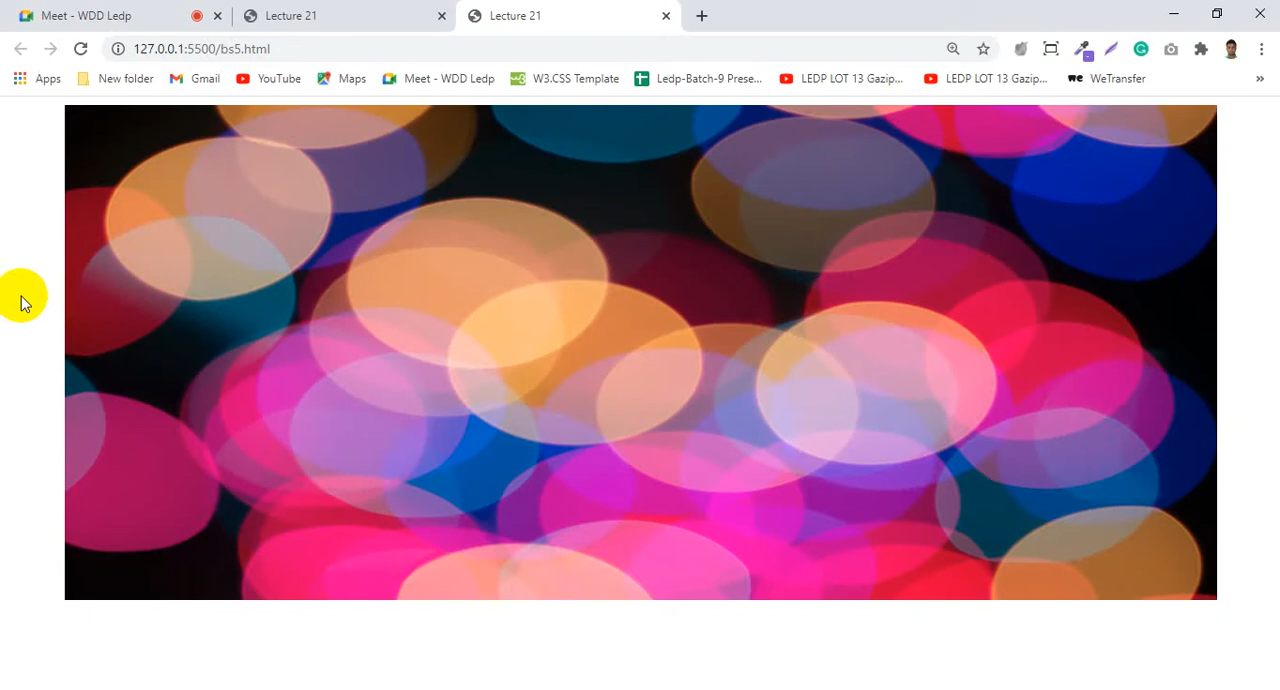 Meet - WDD Ledp
Lecture 21
Lecture 21
127.0.0.1:5500/bs5.html
Apps
New folder
Gmail
YouTube
Maps
Meet - WDD Ledp
W3.CSS Template
Ledp-Batch-9 Prese...
LEDP LOT 13 Gazip...
LEDP LOT 13 Gazip...
we WeTransfer
»